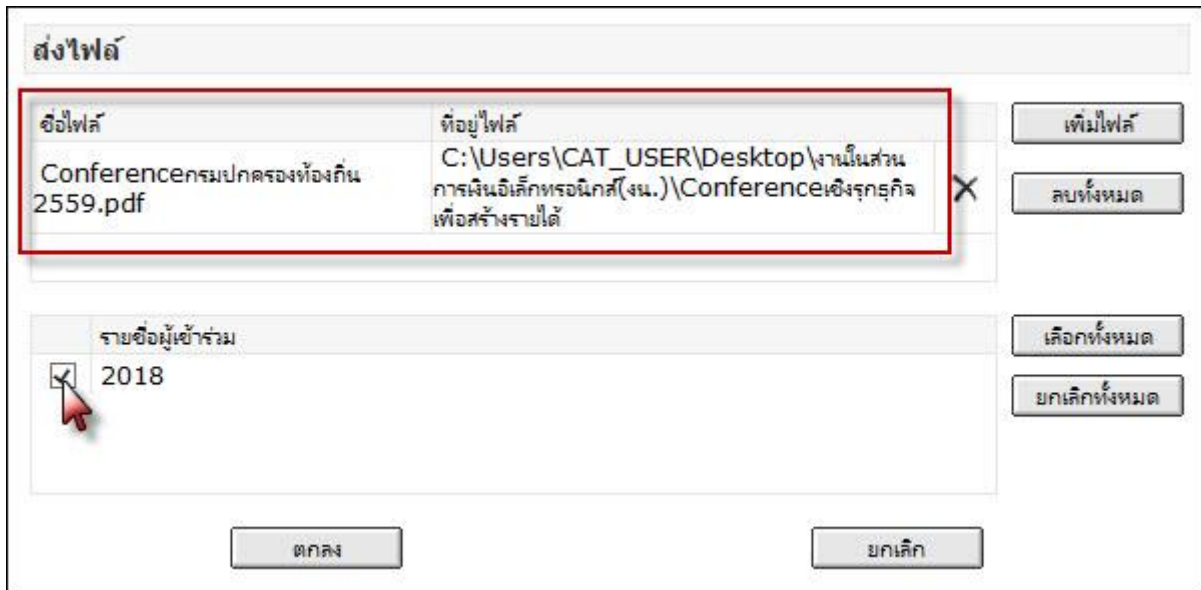 ส่งไฟล์
ชื่อไฟล์ ที่อยู่ไฟล์ เพิ่มไฟล์
Conferenceกรมปกครองท้องถิ่น
2559.pdf
C:\Users\CAT_USER\Desktop\งานในส่วน
การเงินอิเล็กทรอนิกส์(งน.)\Conferenceเชิงรุกธุรกิจ
เพื่อสร้างรายได้
ลบทั้งหมด
รายชื่อผู้เข้าร่วม เลือกทั้งหมด
2018
ยกเลิกทั้งหมด
ตกลง ยกเลิก